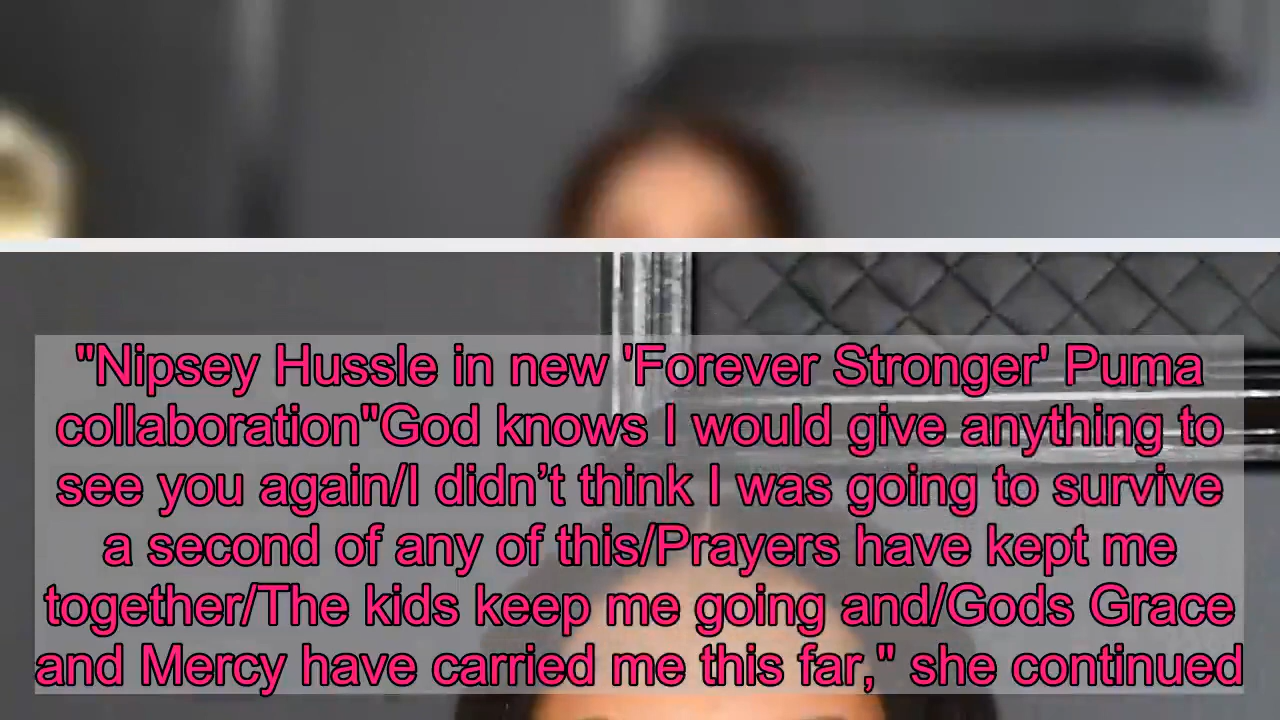 "Nipsey Hussle in new 'Forever Stronger' Puma
collaboration"God knows I would give anything to
see you again/I didn’t think I was going to survive
a second of any of this/Prayers have kept me
together/The kids keep me going and/Gods Grace
and Mercy have carried me this far," she continued